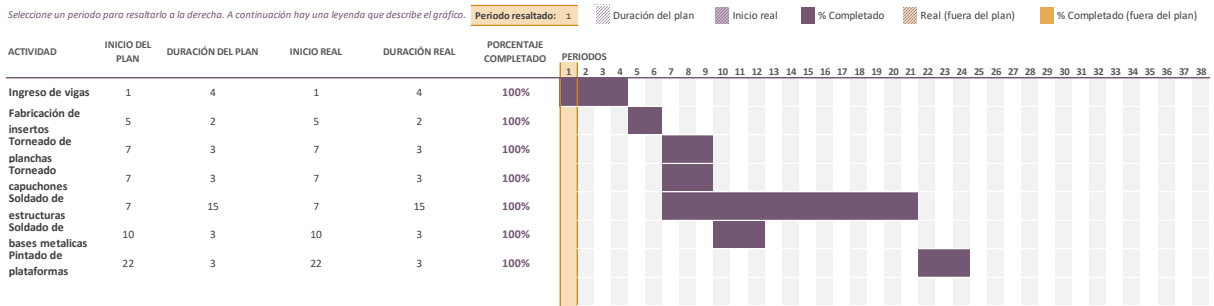 Seleccione un periodo para resaltarlo a la derecha. A continuación hay una leyenda que describe el gráfico. Periodo resaltado: 1 Duración del plan Inicio real % Completado Real (fuera del plan) % Completado (fuera del plan)
ACTIVIDAD INICIO DEL PLAN DURACIÓN DEL PLAN INICIO REAL DURACIÓN REAL PORCENTAJE COMPLETADO PERIODOS
1 2 3 4 5 6 7 8 9 10 11 12 13 14 15 16 17 18 19 20 21 22 23 24 25 26 27 28 29 30 31 32 33 34 35 36 37 38
Ingreso de vigas 1 4 1 4 100%
Fabricación de insertos 5 2 5 2 100%
Torneado de planchas 7 3 7 3 100%
Torneado capuchones 7 3 7 3 100%
Soldado de estructuras 7 15 7 15 100%
Soldado de bases metalicas 10 3 10 3 100%
Pintado de plataformas 22 3 22 3 100%